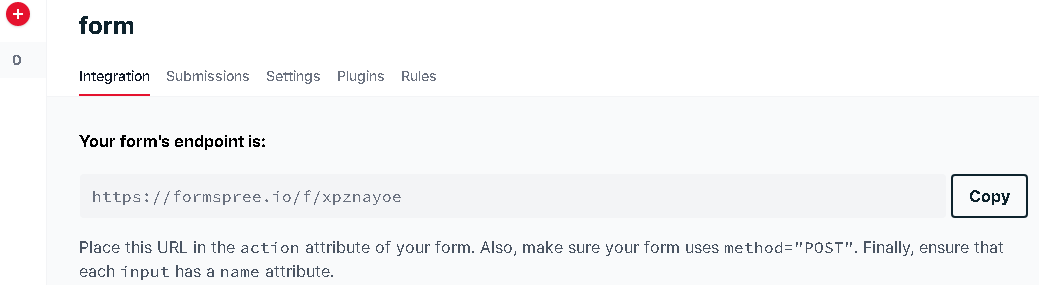 form
D
Integration Submissions Settings Plugins Rules
Your form's endpoint is:
https://formspree.io/f/xpznayoe Copy
Place this URL in the action attribute of your form. Also, make sure your form uses method="POST". Finally, ensure that
each input has a name attribute.